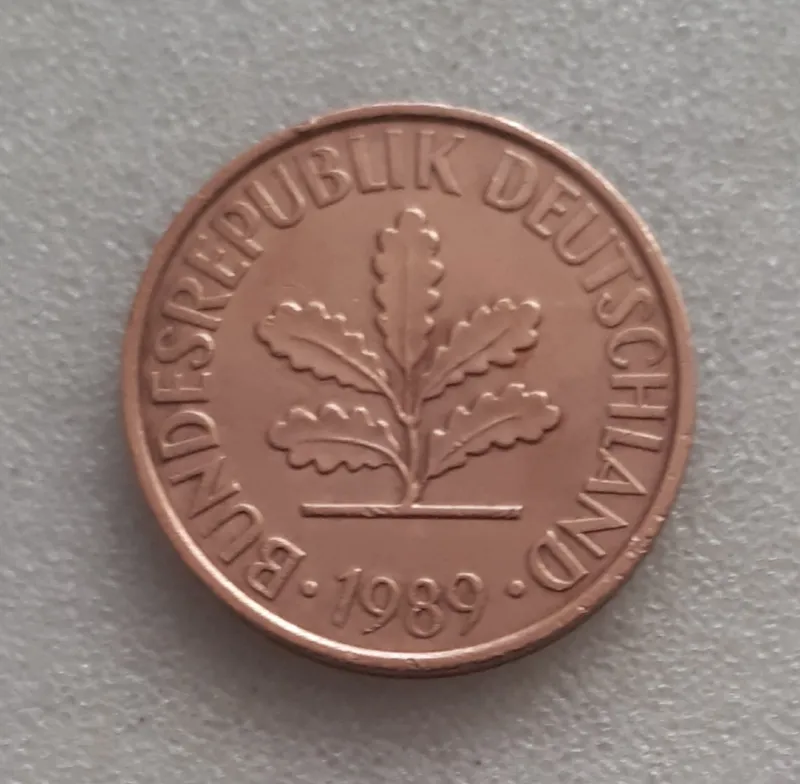 BUNDESREPUBLIK DEUTSCHLAND
· 1989 ·